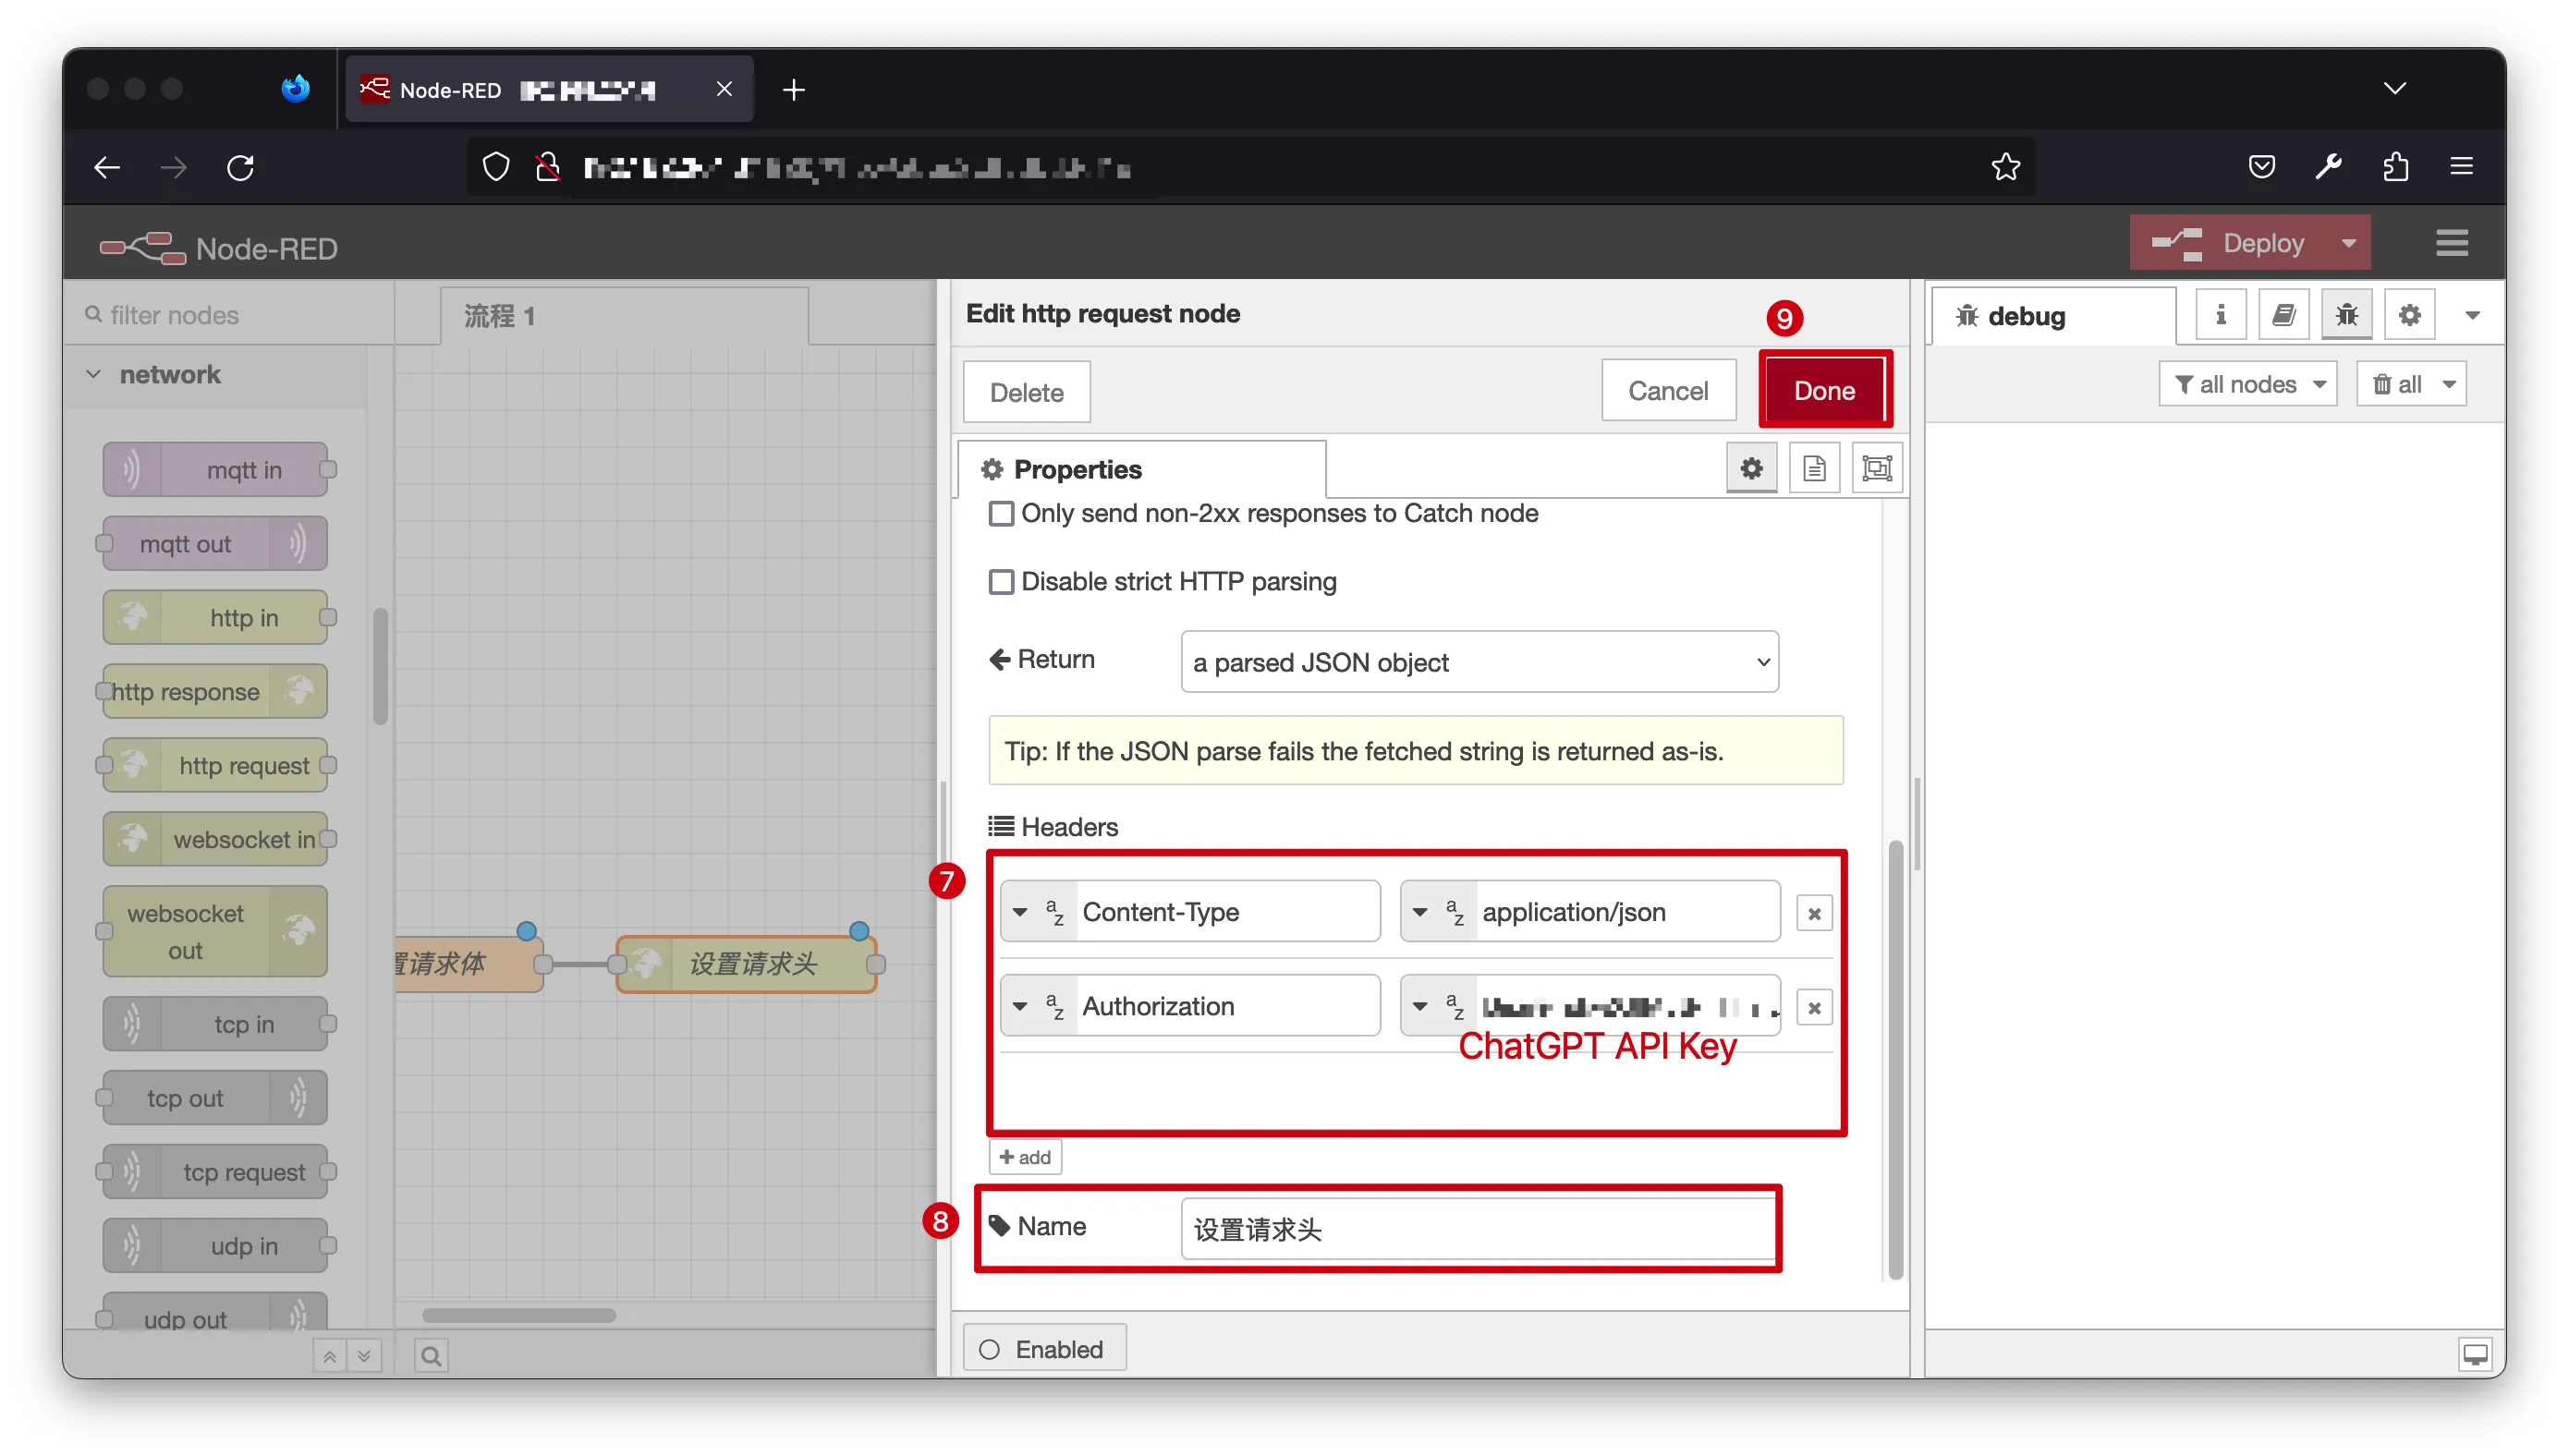 Node-RED
Node-RED
Deploy
filter nodes
流程 1
network
mqtt in
mqtt out
http in
http response
http request
websocket in
websocket
out
tcp in
tcp out
tcp request
udp in
udp out
置请求体
设置请求头
Edit http request node
9
Delete
Cancel
Done
Properties
Only send non-2xx responses to Catch node
Disable strict HTTP parsing
Return
a parsed JSON object
Tip: If the JSON parse fails the fetched string is returned as-is.
Headers
7
az Content-Type
az application/json
az Authorization
az
ChatGPT API Key
add
8
Name
设置请求头
Enabled
debug
i
all nodes
all